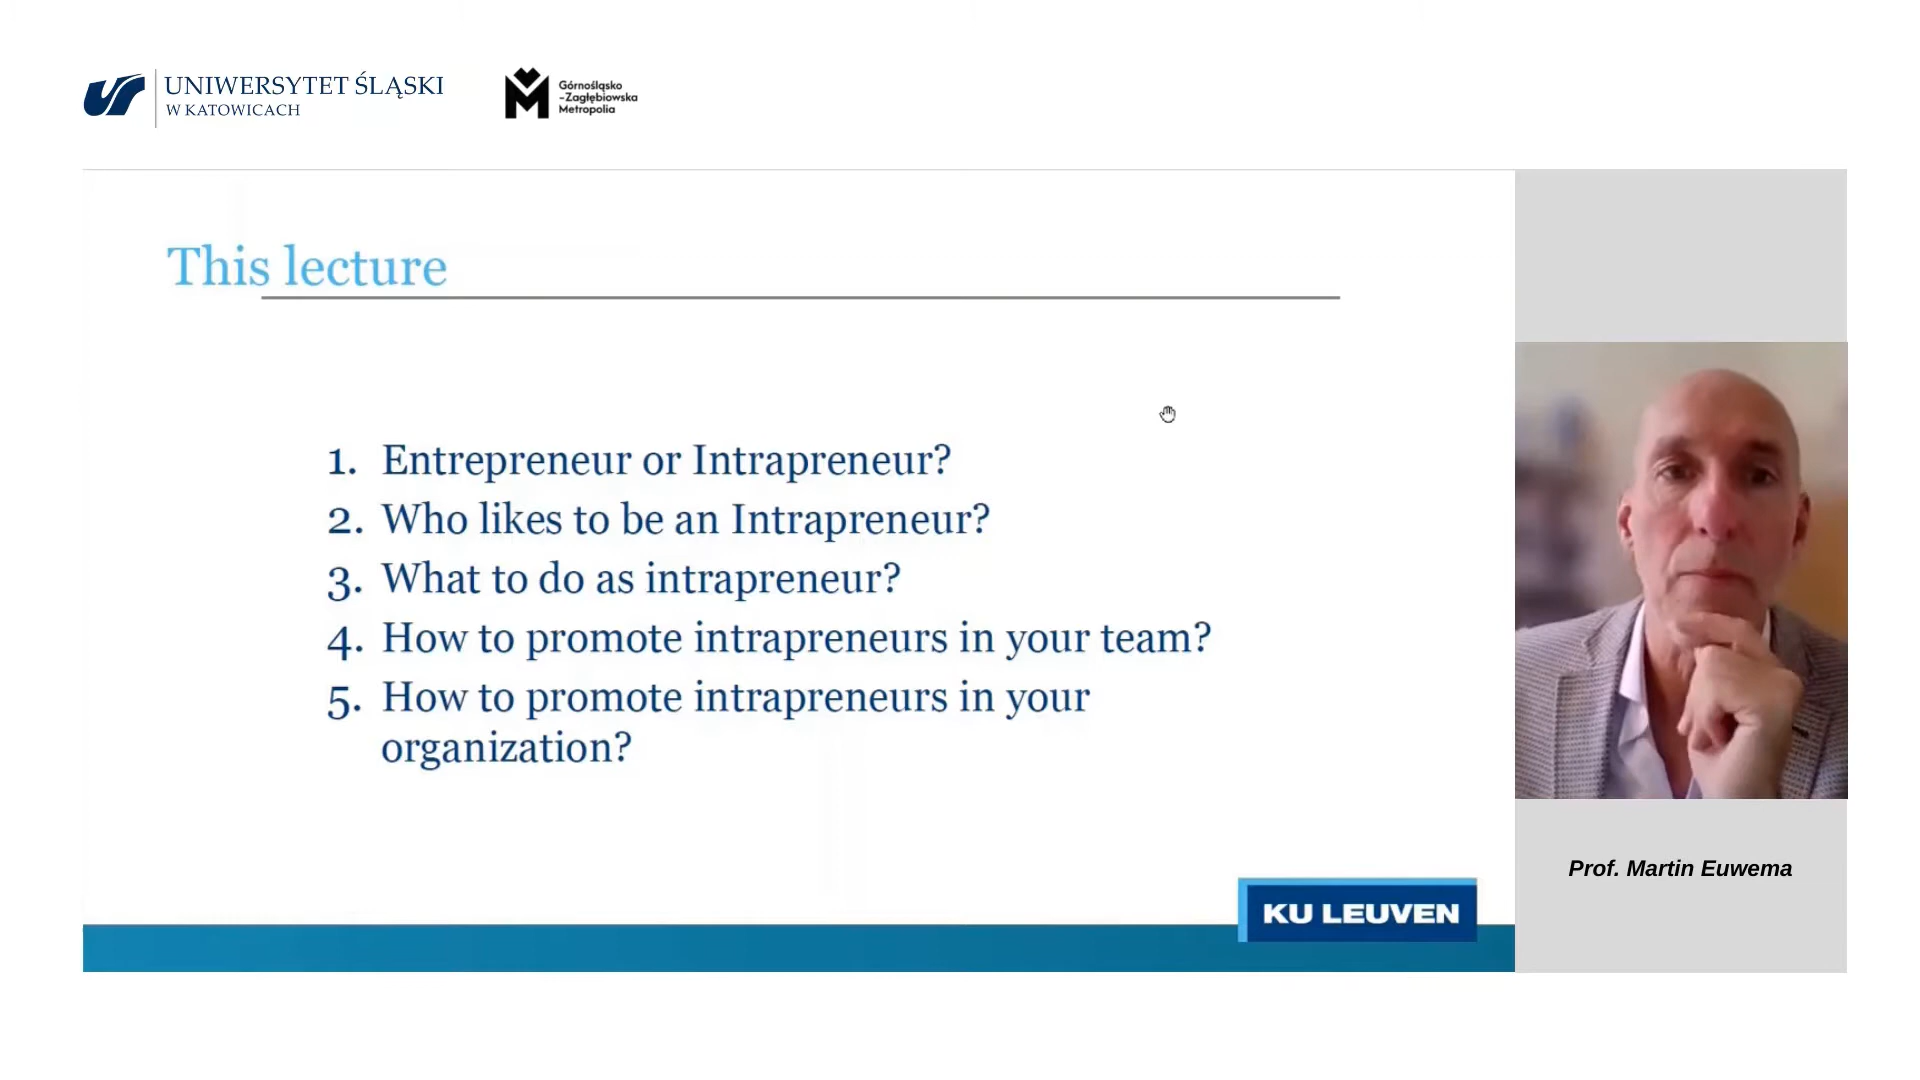 UNIWERSYTET ŚLĄSKI
W KATOWICACH
Górnośląsko
-Zagłębiowska
Metropolia
This lecture
1. Entrepreneur or Intrapreneur?
2. Who likes to be an Intrapreneur?
3. What to do as intrapreneur?
4. How to promote intrapreneurs in your team?
5. How to promote intrapreneurs in your
organization?
KU LEUVEN
Prof. Martin Euwema